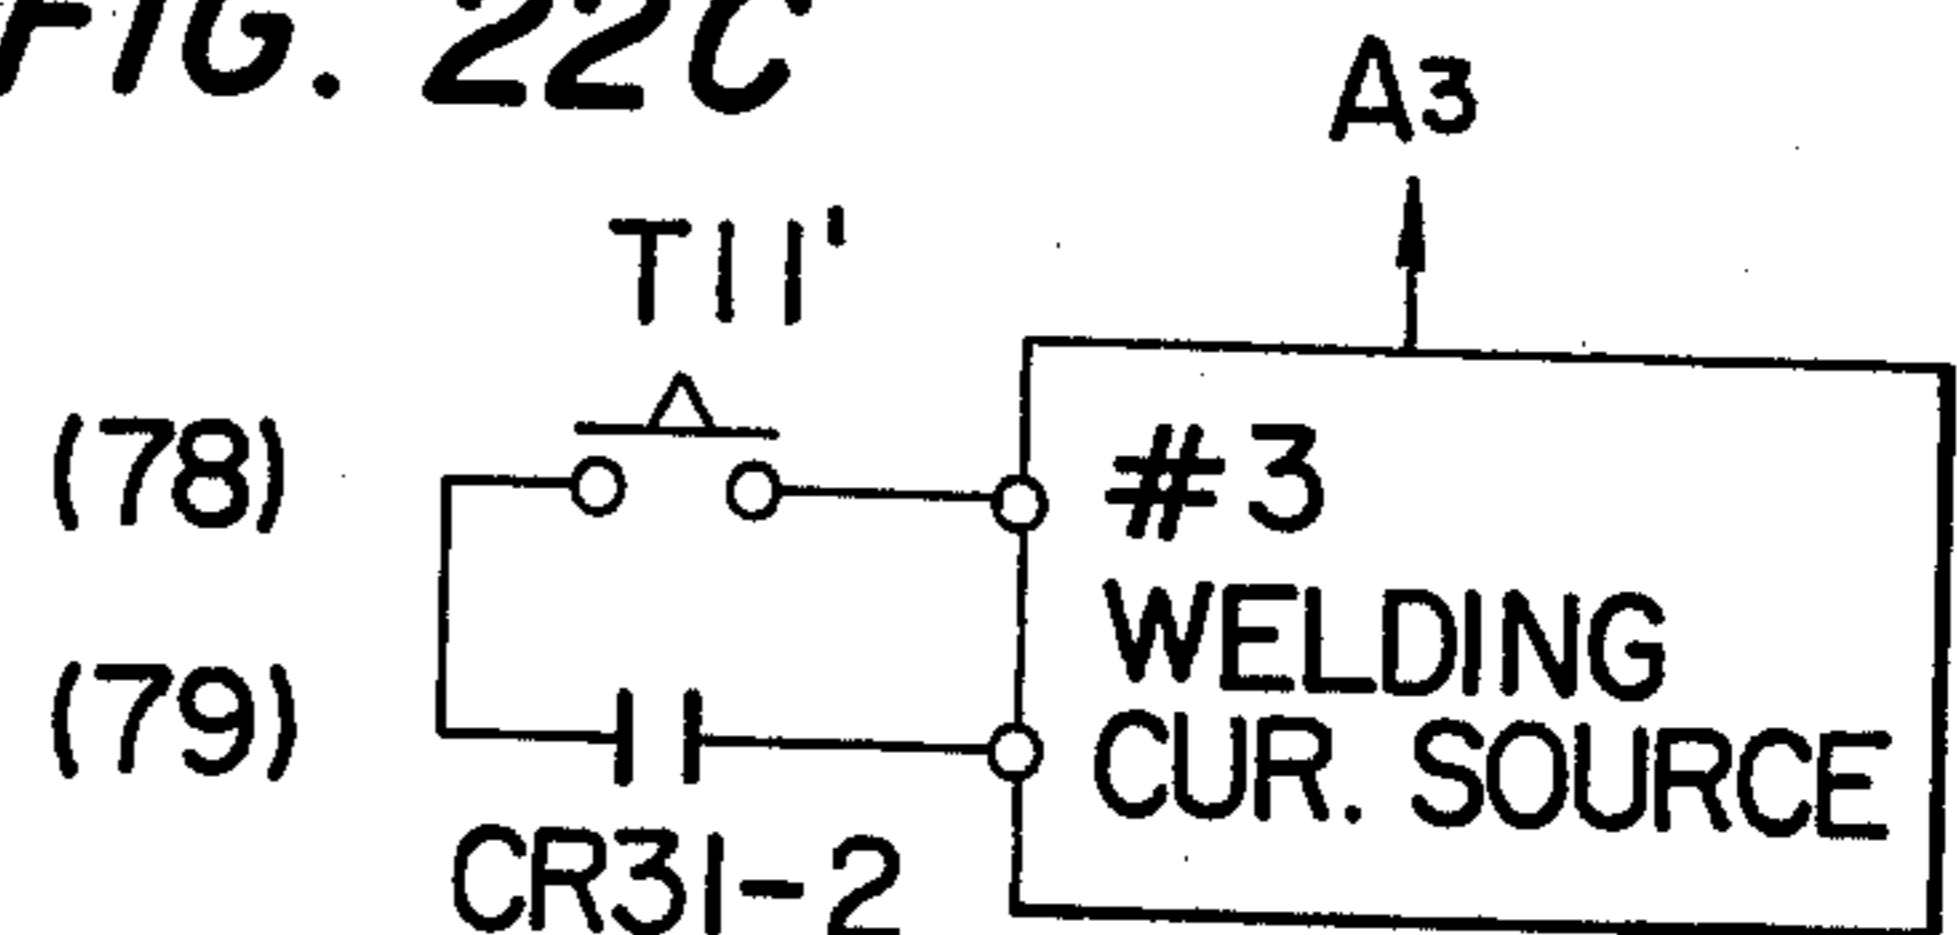 FIG. 22C
A3
T11'
(78)
#3
WELDING
(79)
CUR. SOURCE
CR31-2